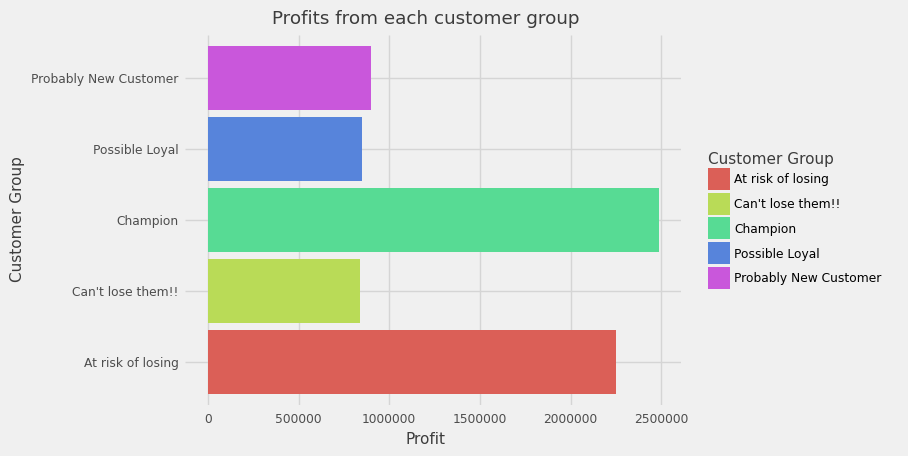 Profits from each customer group
Customer Group
Probably New Customer
Possible Loyal
Champion
Can't lose them!!
At risk of losing
0 500000 1000000 1500000 2000000 2500000
Profit
Customer Group
At risk of losing
Can't lose them!!
Champion
Possible Loyal
Probably New Customer